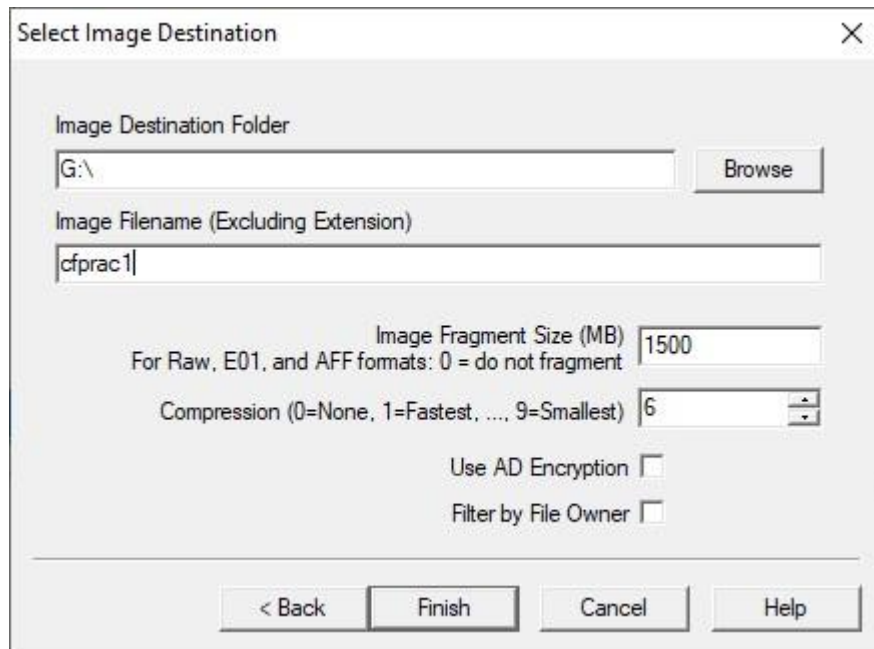 Select Image Destination
Image Destination Folder
G:\
Browse
Image Filename (Excluding Extension)
cfprac1
Image Fragment Size (MB)
For Raw, E01, and AFF formats: 0 = do not fragment
1500
Compression (0=None, 1=Fastest, ..., 9=Smallest)
6
Use AD Encryption
Filter by File Owner
< Back
Finish
Cancel
Help